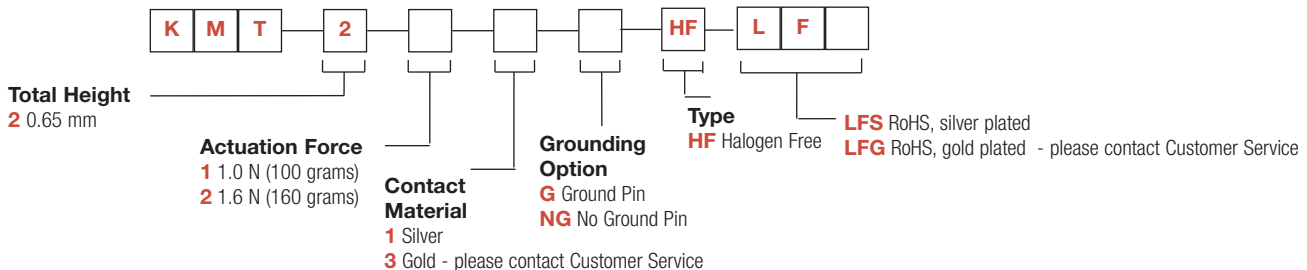 K M T 2 HF L F
Total Height
2 0.65 mm
Actuation Force
1 1.0 N (100 grams)
2 1.6 N (160 grams)
Contact
Material
1 Silver
3 Gold - please contact Customer Service
Grounding
Option
G Ground Pin
NG No Ground Pin
Type
HF Halogen Free
LFS RoHS, silver plated
LFG RoHS, gold plated - please contact Customer Service